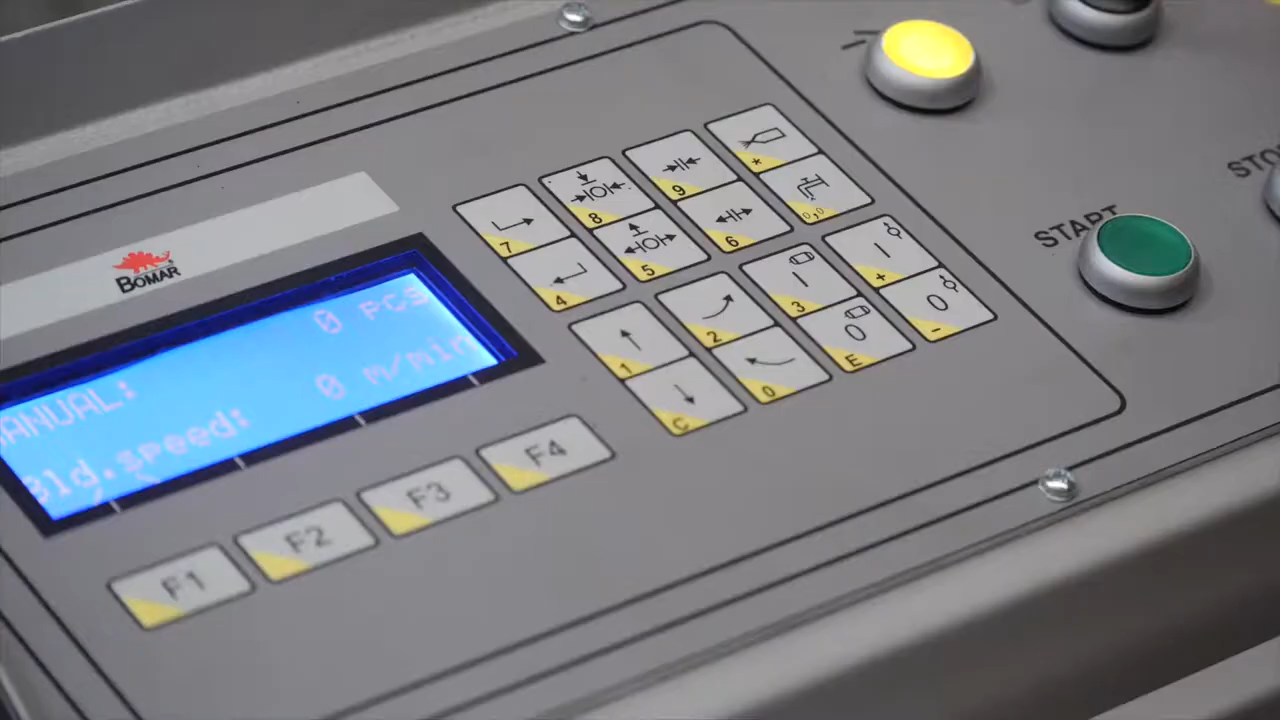 BOMAR
MANUAL:
0 PCS
Bld.speed:
0 m/min
F1
F2
F3
F4
7
8
9
*
4
5
6
0,0
1
2
3
+
C
0
E
-
START
STO